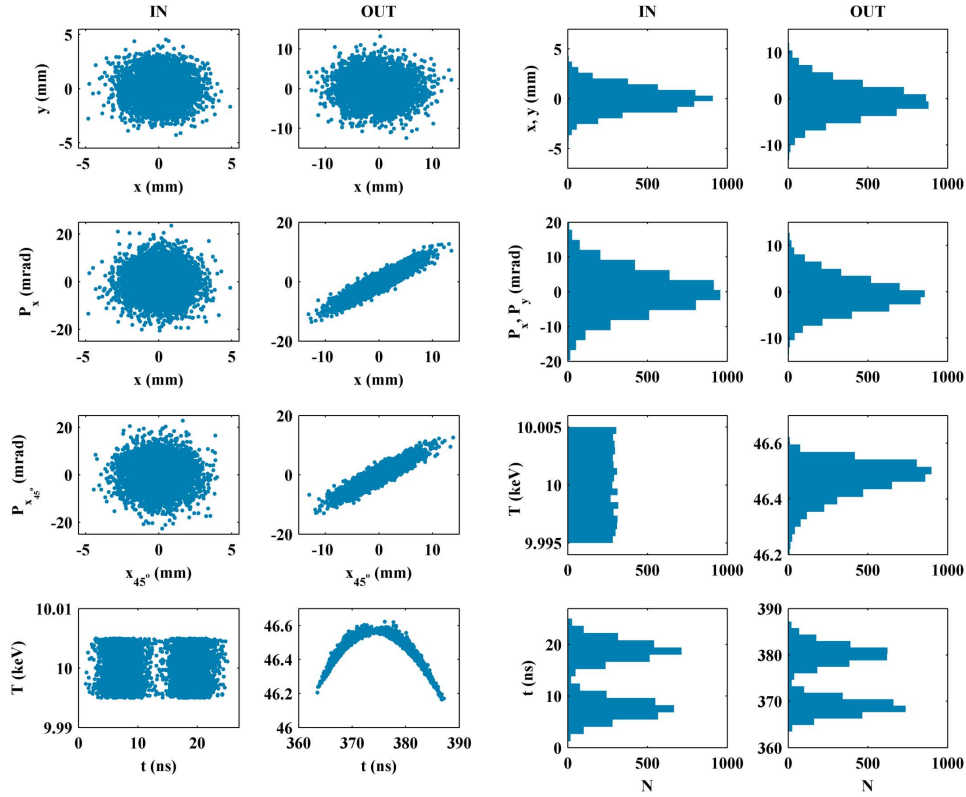 IN OUT IN OUT
5 10 5 10
y (mm) 0 0 x, y (mm) 0 0
-5 -10 -5 -10
-5 0 5 -10 0 10 0 500 1000 0 500 1000
x (mm) x (mm)
20 20 20
10 10 10 10
P_x (mrad) 0 0 P_x, P_y (mrad) 0 0
-10 -10 -10
-20 -20 -20 -10
-5 0 5 -10 0 10 0 500 1000 0 500 1000
x (mm) x (mm)
20 20 10.005 46.6
10
P_x_45° (mrad) 0 0 T (keV) 10 46.4
-10
-20 -20 9.995 46.2
-5 0 5 -10 0 10 0 500 1000 0 500 1000
x_45° (mm) x_45° (mm)
10.01 46.6 20 390
46.4 380
T (keV) 10 46.2 t (ns) 10 370
9.99 46 0 360
0 10 20 360 370 380 390 0 500 1000 0 500 1000
t (ns) t (ns) N N